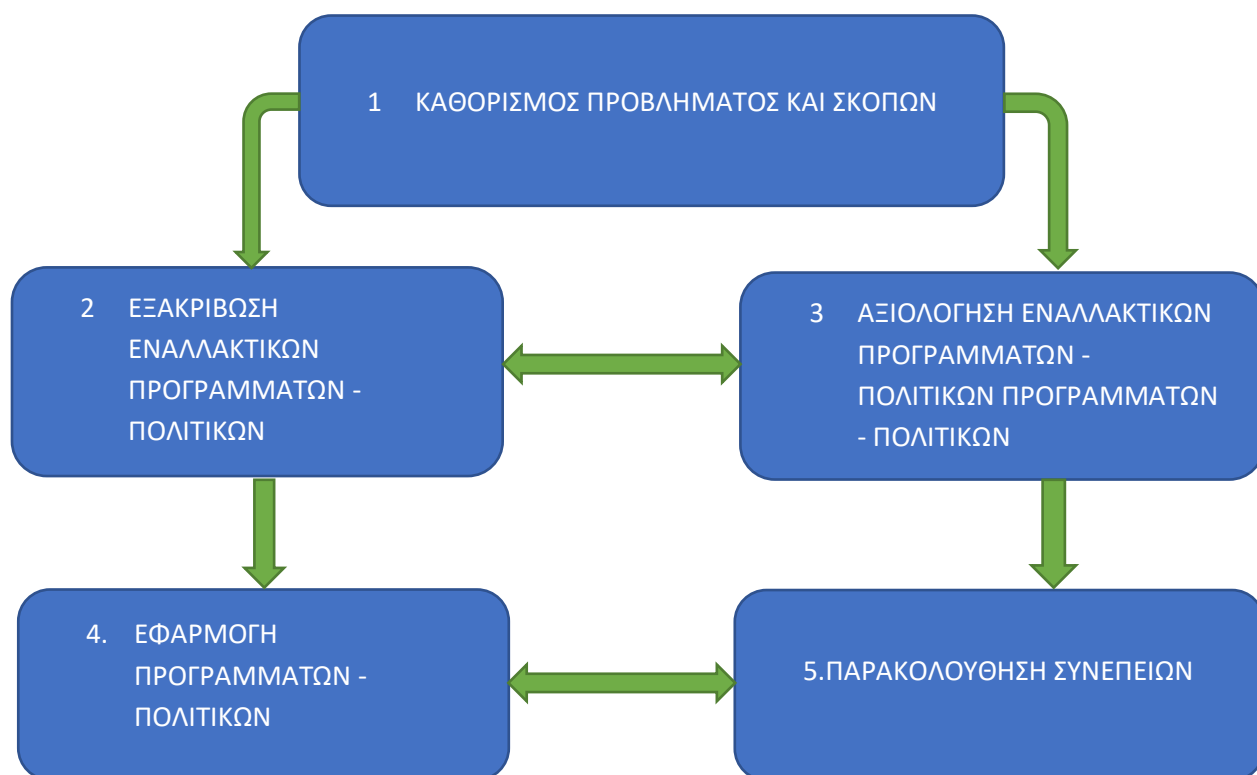 1 ΚΑΘΟΡΙΣΜΟΣ ΠΡΟΒΛΗΜΑΤΟΣ ΚΑΙ ΣΚΟΠΩΝ
2 ΕΞΑΚΡΙΒΩΣΗ
ΕΝΑΛΛΑΚΤΙΚΩΝ
ΠΡΟΓΡΑΜΜΑΤΩΝ -
ΠΟΛΙΤΙΚΩΝ
3 ΑΞΙΟΛΟΓΗΣΗ ΕΝΑΛΛΑΚΤΙΚΩΝ
ΠΡΟΓΡΑΜΜΑΤΩΝ -
ΠΟΛΙΤΙΚΩΝ ΠΡΟΓΡΑΜΜΑΤΩΝ
- ΠΟΛΙΤΙΚΩΝ
4. ΕΦΑΡΜΟΓΗ
ΠΡΟΓΡΑΜΜΑΤΩΝ -
ΠΟΛΙΤΙΚΩΝ
5.ΠΑΡΑΚΟΛΟΥΘΗΣΗ ΣΥΝΕΠΕΙΩΝ